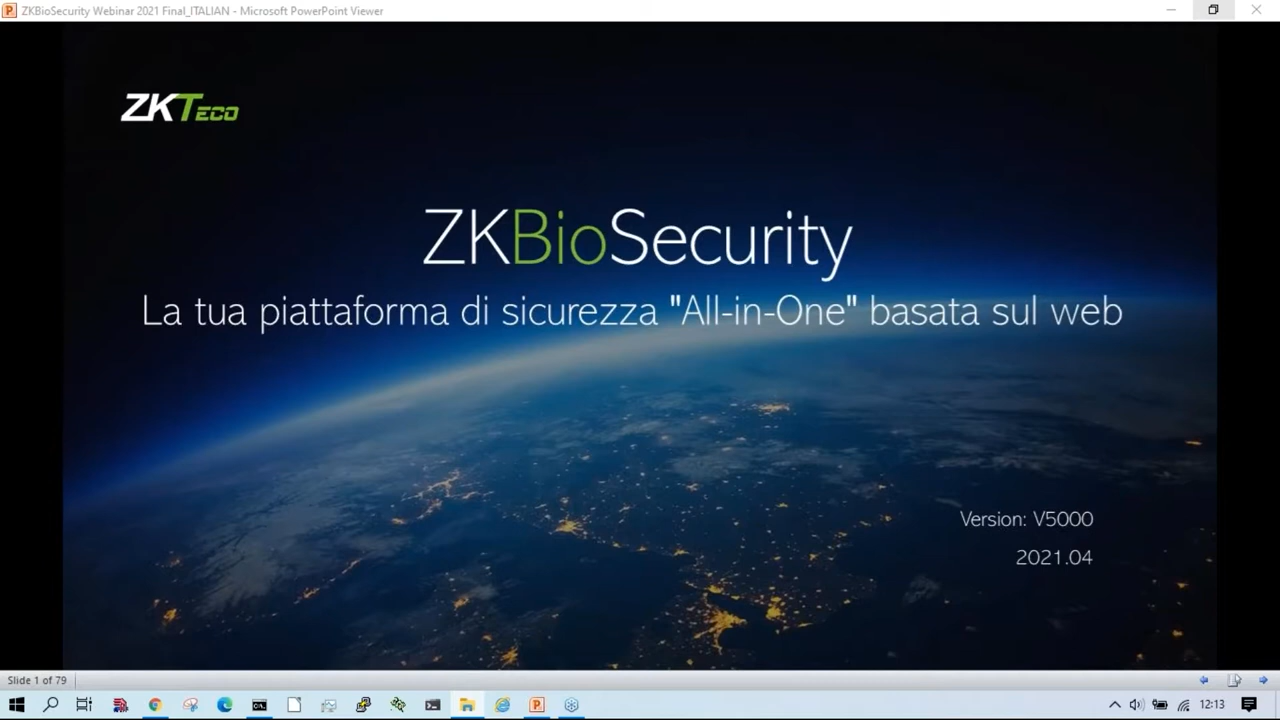 ZKBioSecurity Webinar 2021 Final_ITALIAN - Microsoft PowerPoint Viewer
ZKTECO
ZKBioSecurity
La tua piattaforma di sicurezza "All-in-One" basata sul web
Version: V5000
2021.04
Slide 1 of 79
12:13